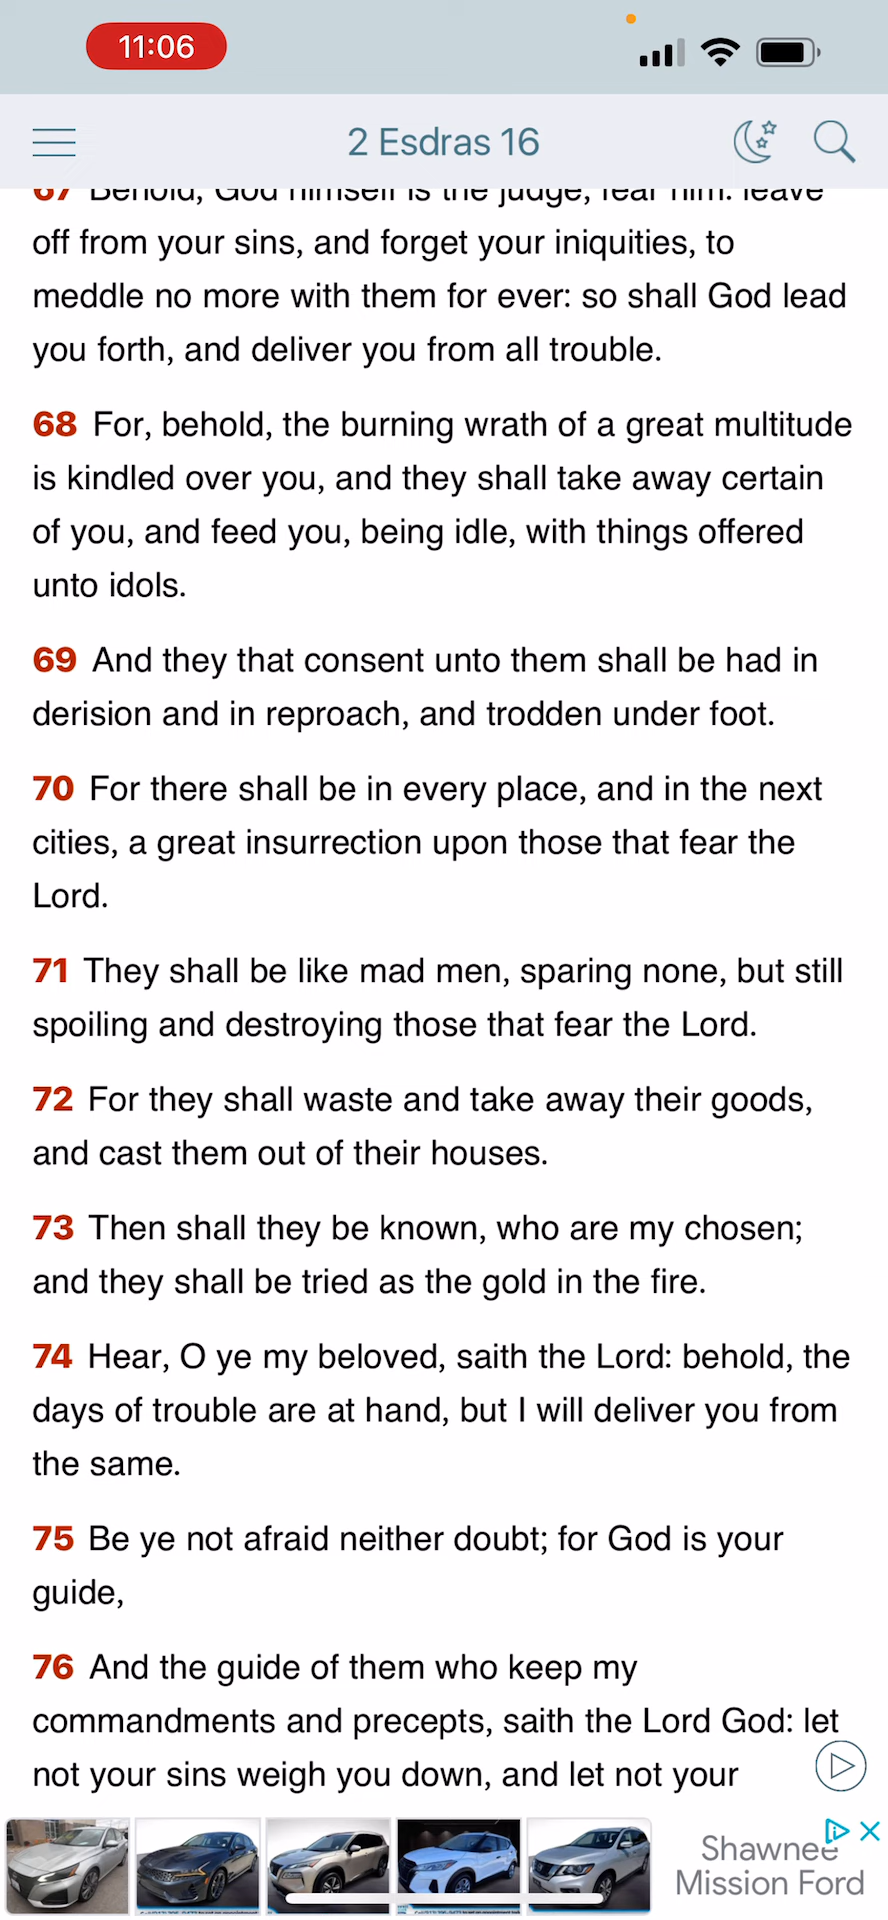 11:06
2 Esdras 16
67 Behold, God himself is the judge, fear him: leave
off from your sins, and forget your iniquities, to
meddle no more with them for ever: so shall God lead
you forth, and deliver you from all trouble.
68 For, behold, the burning wrath of a great multitude
is kindled over you, and they shall take away certain
of you, and feed you, being idle, with things offered
unto idols.
69 And they that consent unto them shall be had in
derision and in reproach, and trodden under foot.
70 For there shall be in every place, and in the next
cities, a great insurrection upon those that fear the
Lord.
71 They shall be like mad men, sparing none, but still
spoiling and destroying those that fear the Lord.
72 For they shall waste and take away their goods,
and cast them out of their houses.
73 Then shall they be known, who are my chosen;
and they shall be tried as the gold in the fire.
74 Hear, O ye my beloved, saith the Lord: behold, the
days of trouble are at hand, but I will deliver you from
the same.
75 Be ye not afraid neither doubt; for God is your
guide,
76 And the guide of them who keep my
commandments and precepts, saith the Lord God: let
not your sins weigh you down, and let not your
Shawnee
Mission Ford